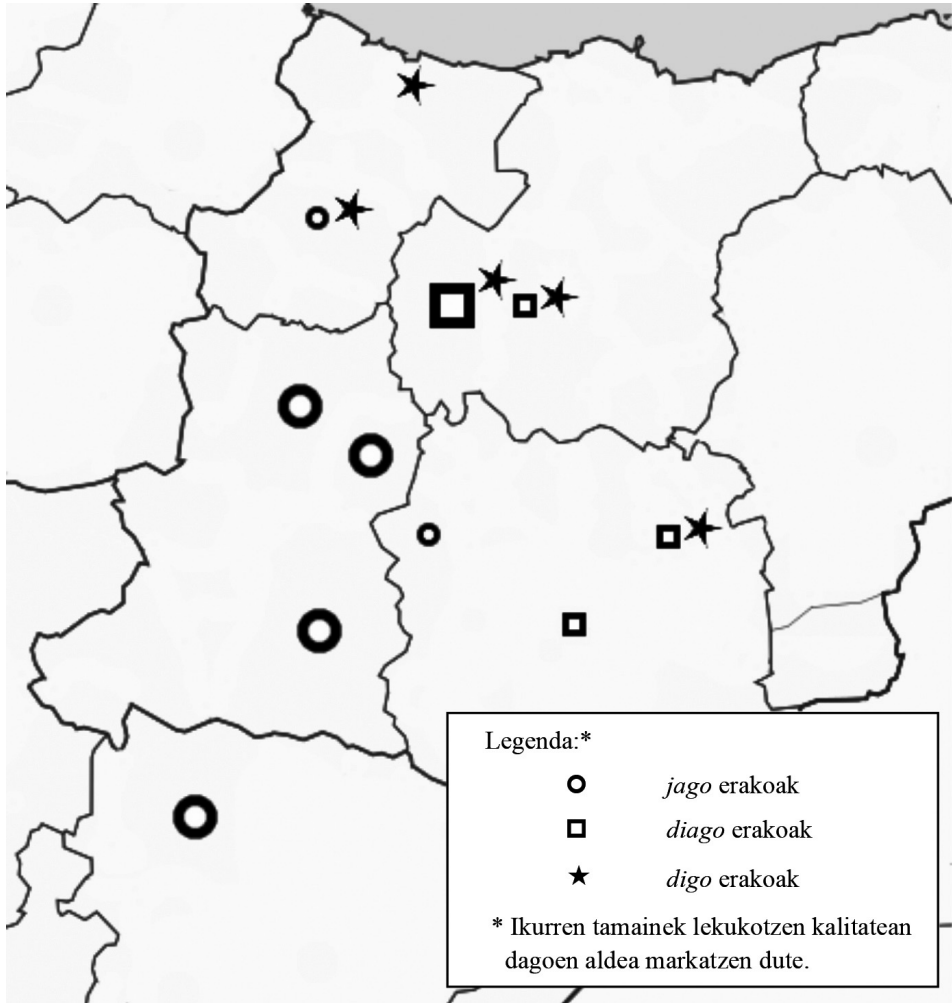 Legenda:*
jago erakoak
diago erakoak
digo erakoak
* Ikurren tamainek lekukotzen kalitatean
dagoen aldea markatzen dute.